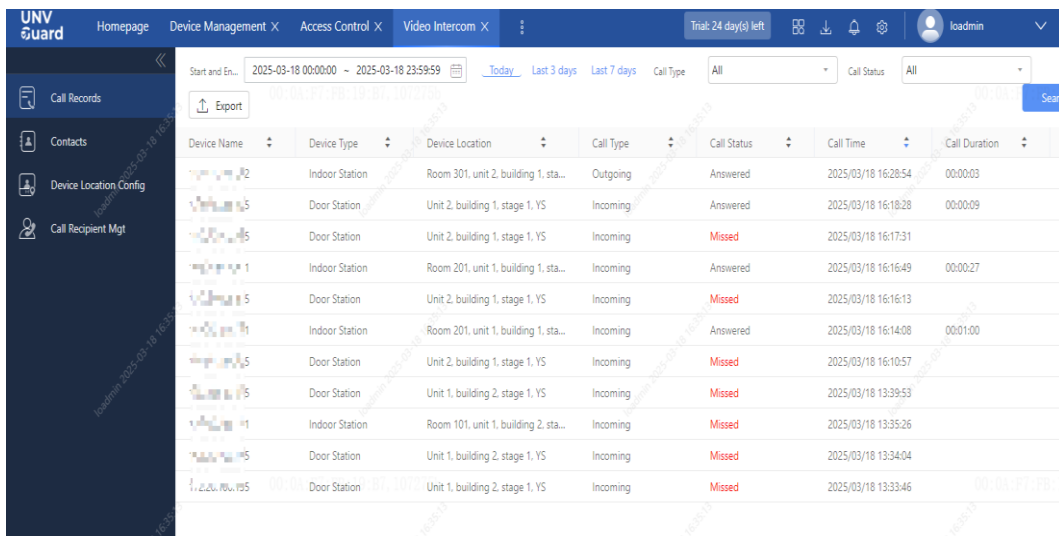 UNV Guard Homepage Device Management X Access Control X Video Intercom X Trial: 24 day(s) left loadmin
Start and En... 2025-03-18 00:00:00 ~ 2025-03-18 23:59:59 Today Last 3 days Last 7 days Call Type All Call Status All
Call Records
Export
Sear
Contacts
Device Location Config
Call Recipient Mgt
Device Name Device Type Device Location Call Type Call Status Call Time Call Duration
Indoor Station Room 301, unit 2, building 1, sta... Outgoing Answered 2025/03/18 16:28:54 00:00:03
Door Station Unit 2, building 1, stage 1, YS Incoming Answered 2025/03/18 16:18:28 00:00:09
Door Station Unit 2, building 1, stage 1, YS Incoming Missed 2025/03/18 16:17:31
Indoor Station Room 201, unit 1, building 1, sta... Incoming Answered 2025/03/18 16:16:49 00:00:27
Door Station Unit 2, building 1, stage 1, YS Incoming Missed 2025/03/18 16:16:13
Indoor Station Room 201, unit 1, building 1, sta... Incoming Answered 2025/03/18 16:14:08 00:01:00
Door Station Unit 2, building 1, stage 1, YS Incoming Missed 2025/03/18 16:10:57
Door Station Unit 1, building 2, stage 1, YS Incoming Missed 2025/03/18 13:39:53
Indoor Station Room 101, unit 1, building 2, sta... Incoming Missed 2025/03/18 13:35:26
Door Station Unit 1, building 2, stage 1, YS Incoming Missed 2025/03/18 13:34:04
Door Station Unit 1, building 2, stage 1, YS Incoming Missed 2025/03/18 13:33:46
loadmin 2025-03-18 16:35:13